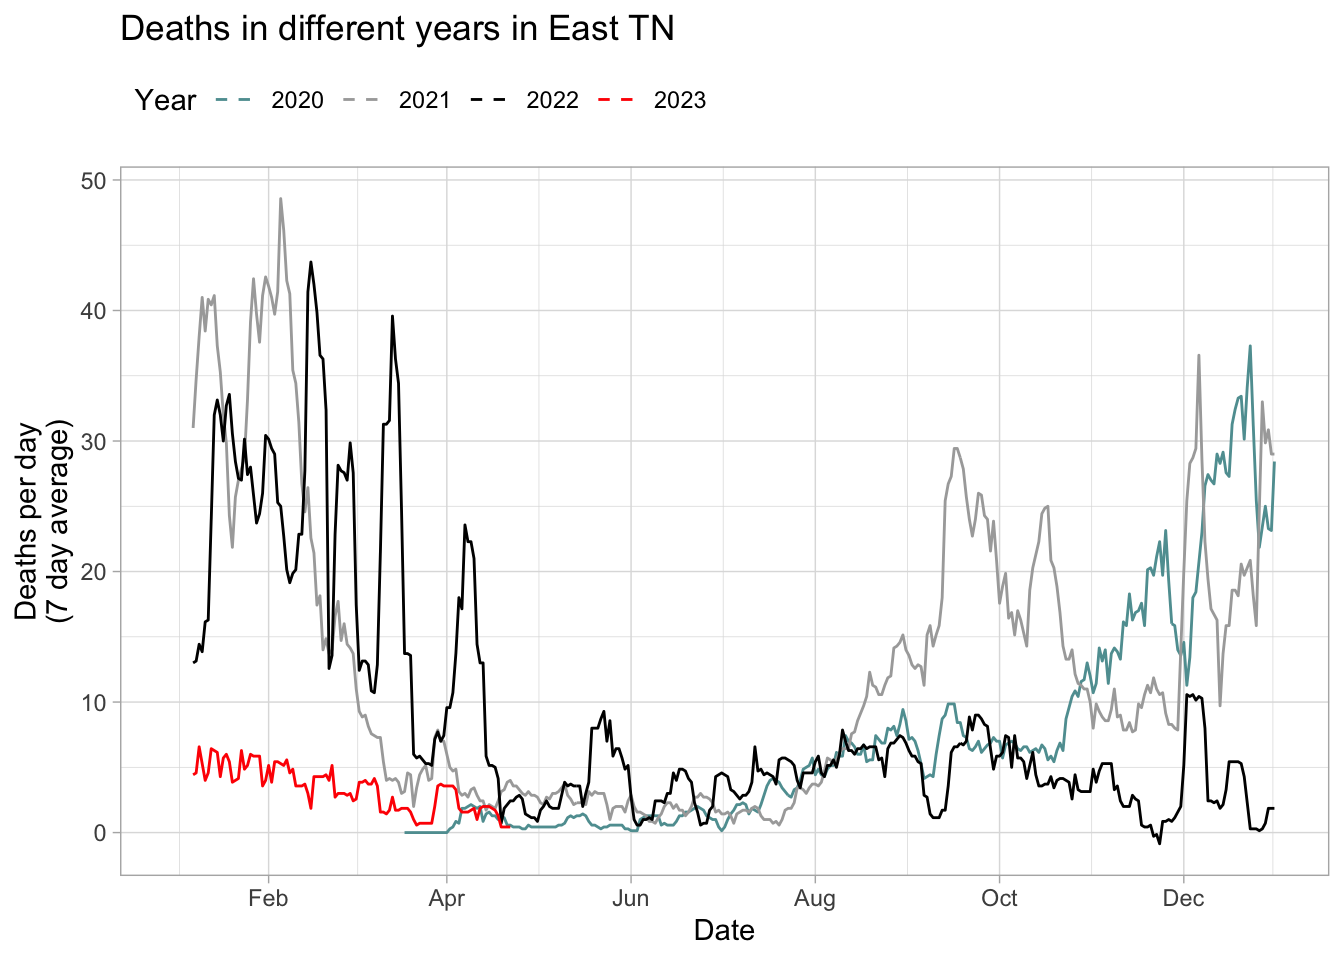 Deaths in different years in East TN
Year 2020 2021 2022 2023
Deaths per day
(7 day average)
50
40
30
20
10
0
Feb Apr Jun Aug Oct Dec
Date